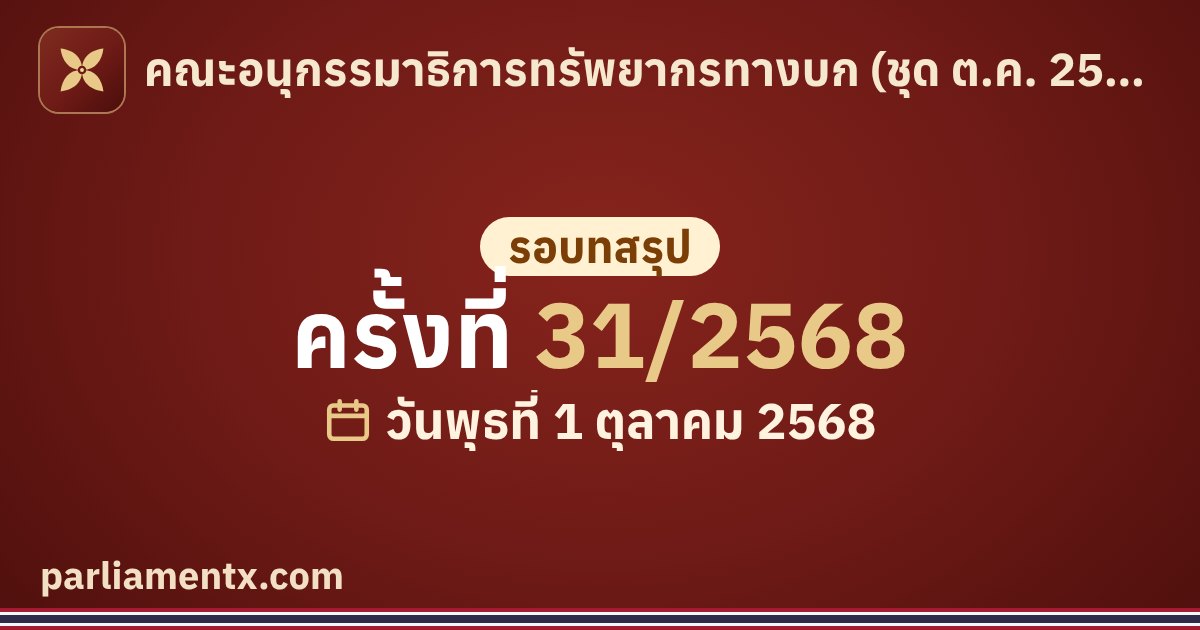 คณะอนุกรรมาธิการทรัพยากรทางบก (ชุด ต.ค. 25...
รอบทสรุป
ครั้งที่ 31/2568
วันพุธที่ 1 ตุลาคม 2568
parliamentx.com